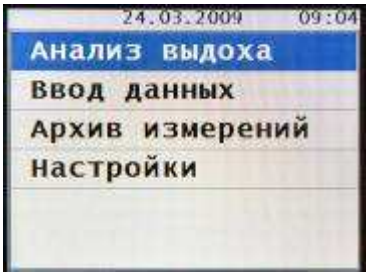 24.03.2009 09:04
Анализ выдоха
Ввод данных
Архив измерений
Настройки